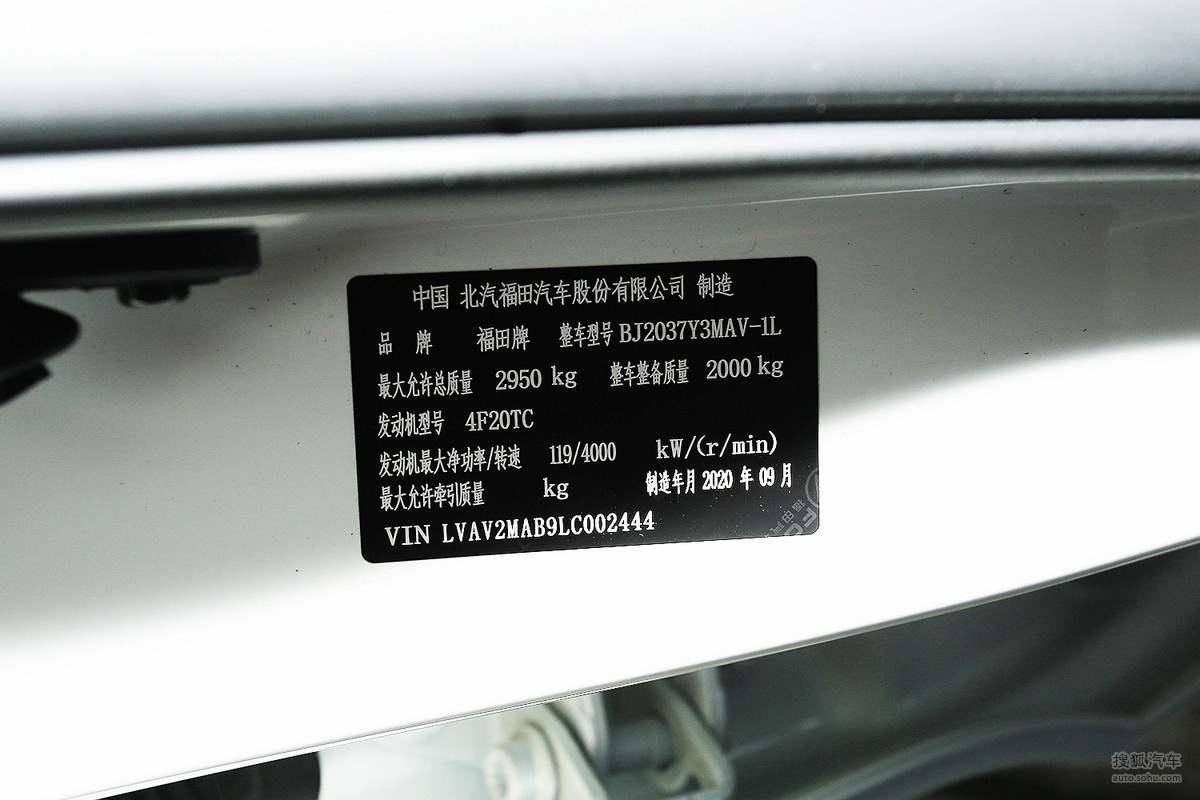 中国 北汽福田汽车股份有限公司 制造
品 牌 福田牌 整车型号 BJ2037Y3MAV-1L
最大允许总质量 2950 kg 整车整备质量 2000 kg
发动机型号 4F20TC
发动机最大净功率/转速 119/4000 kW/(r/min)
最大允许牵引质量 kg 制造年月 2020 年 09 月
VIN LVAV2MAB9LC002444
福田汽
FO
搜狐汽车
auto.sohu.com